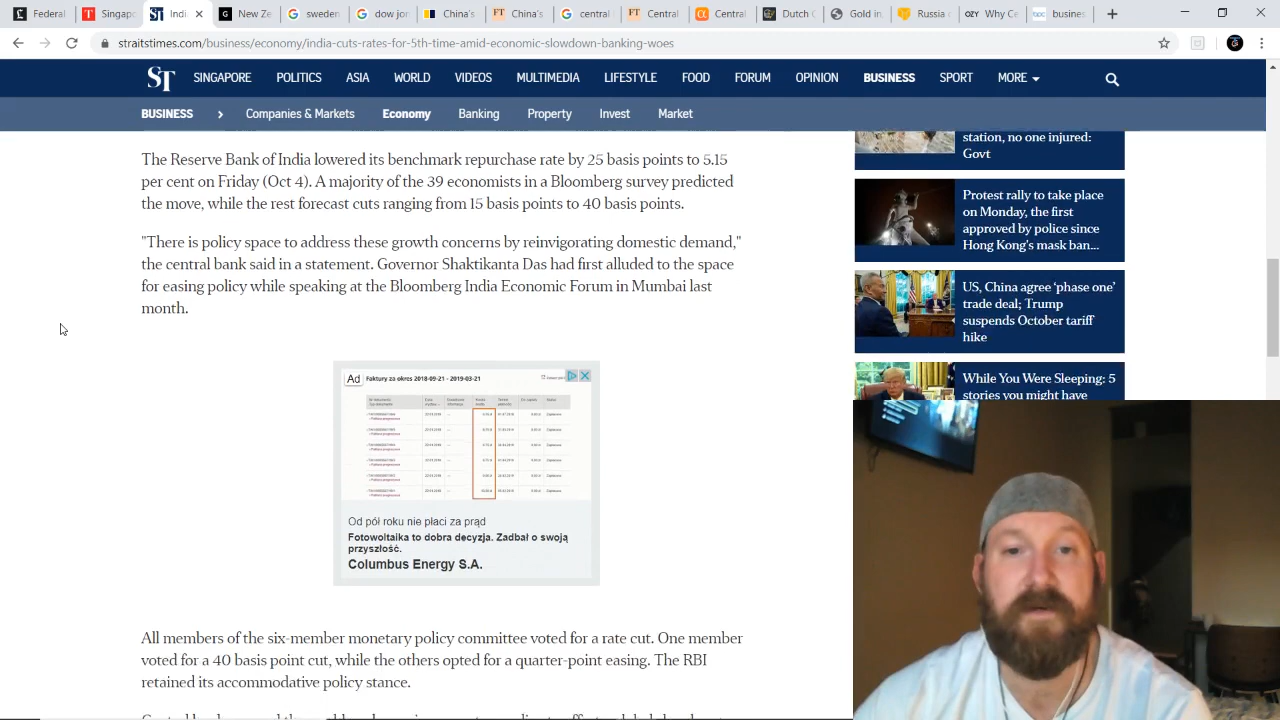 Federal
Singapo
Indi
New Ze
sweden
dow jo
India's
China's
central
Central
Central
Dutch C
Gold in
Russia c
OZY Why Ce
bpc busines
straitstimes.com/business/economy/india-cuts-rates-for-5th-time-amid-economic-slowdown-banking-woes
ST SINGAPORE POLITICS ASIA WORLD VIDEOS MULTIMEDIA LIFESTYLE FOOD FORUM OPINION BUSINESS SPORT MORE
BUSINESS Companies & Markets Economy Banking Property Invest Market
The Reserve Bank of India lowered its benchmark repurchase rate by 25 basis points to 5.15
per cent on Friday (Oct 4). A majority of the 39 economists in a Bloomberg survey predicted
the move, while the rest forecast cuts ranging from 15 basis points to 40 basis points.
"There is policy space to address these growth concerns by reinvigorating domestic demand,"
the central bank said in a statement. Governor Shaktikanta Das had first alluded to the space
for easing policy while speaking at the Bloomberg India Economic Forum in Mumbai last
month.
Ad Faktury za okres 2018-09-21 - 2019-03-21
Od pół roku nie płaci za prąd
Fotowoltaika to dobra decyzja. Zadbał o swoją
przyszłość.
Columbus Energy S.A.
All members of the six-member monetary policy committee voted for a rate cut. One member
voted for a 40 basis point cut, while the others opted for a quarter-point easing. The RBI
retained its accommodative policy stance.
station, no one injured:
Govt
Protest rally to take place
on Monday, the first
approved by police since
Hong Kong's mask ban...
US, China agree 'phase one'
trade deal; Trump
suspends October tariff
hike
While You Were Sleeping: 5
stories you might have